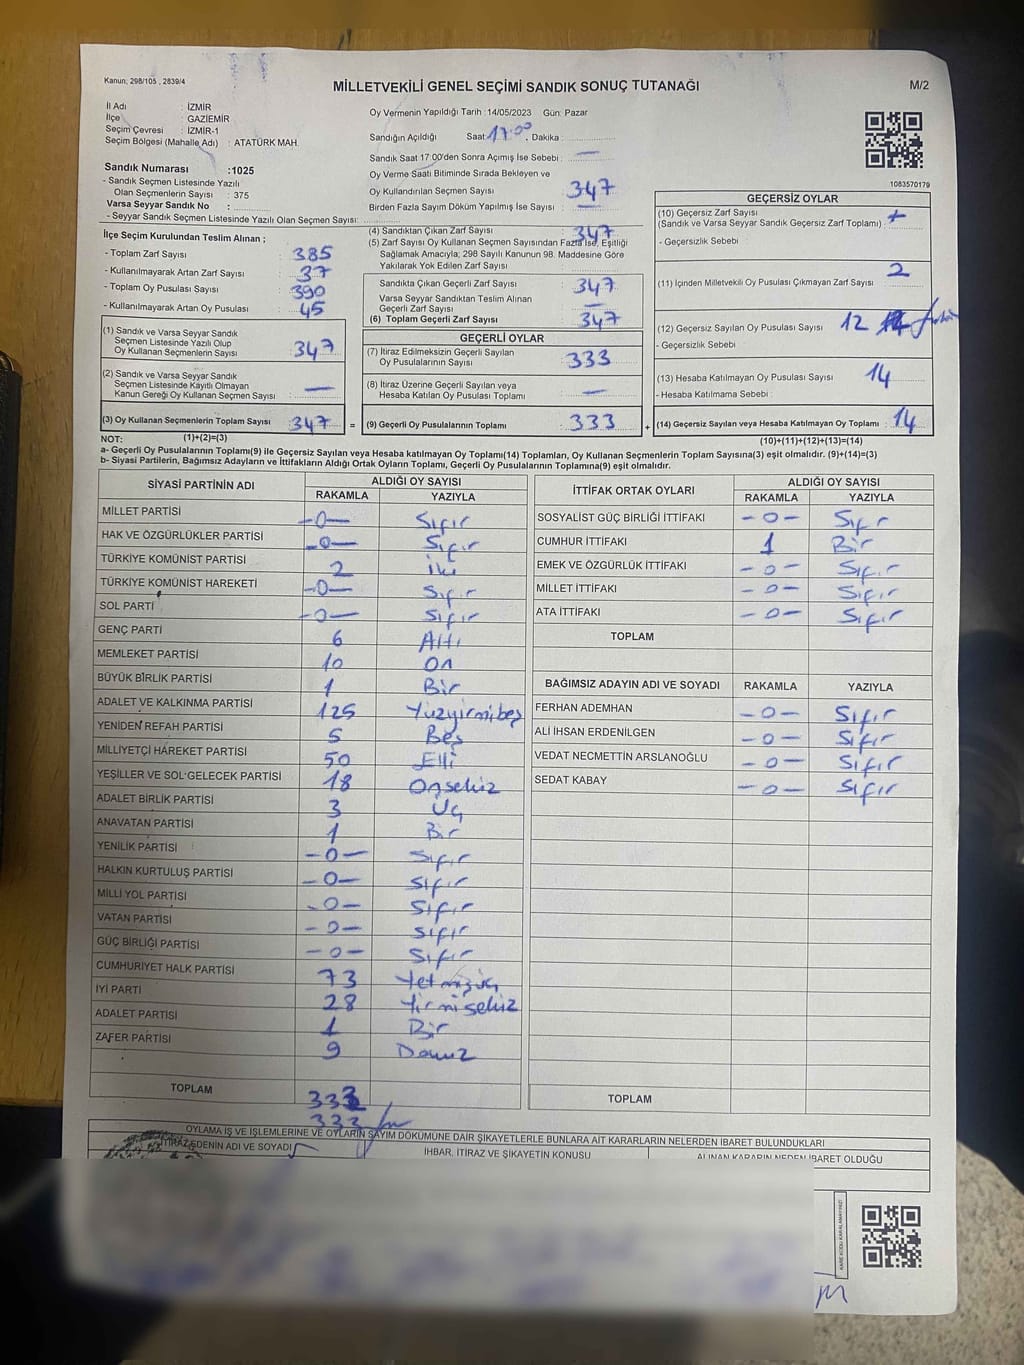 Kanun; 298/105 , 2839/4
MİLLETVEKİLİ GENEL SEÇİMİ SANDIK SONUÇ TUTANAĞI
M/2
İl Adı : İZMİR
İlçe : GAZİEMİR
Seçim Çevresi : İZMİR-1
Seçim Bölgesi (Mahalle Adı) : ATATÜRK MAH.
Sandık Numarası :1025
- Sandık Seçmen Listesinde Yazılı
Olan Seçmenlerin Sayısı : 375
Varsa Seyyar Sandık No :
- Seyyar Sandık Seçmen Listesinde Yazılı Olan Seçmen Sayısı:
Oy Vermenin Yapıldığı Tarih :14/05/2023 Gün: Pazar
Sandığın Açıldığı Saat 17:00 . Dakika :
Sandık Saat 17:00'den Sonra Açımış İse Sebebi : —
Oy Verme Saati Bitiminde Sırada Bekleyen ve
Oy Kullandırılan Seçmen Sayısı 347
Birden Fazla Sayım Döküm Yapılmış İse Sayısı : —
1083570179
İlçe Seçim Kurulundan Teslim Alınan ;
- Toplam Zarf Sayısı : 385
- Kullanılmayarak Artan Zarf Sayısı : 37
- Toplam Oy Pusulası Sayısı : 390
- Kullanılmayarak Artan Oy Pusulası : 45
(1) Sandık ve Varsa Seyyar Sandık
Seçmen Listesinde Yazılı Olup
Oy Kullanan Seçmenlerin Sayısı : 347
(2) Sandık ve Varsa Seyyar Sandık
Seçmen Listesinde Kayıtlı Olmayan
Kanun Gereği Oy Kullanan Seçmen Sayısı : —
(3) Oy Kullanan Seçmenlerin Toplam Sayısı : 347 =
(4) Sandıktan Çıkan Zarf Sayısı : 347
(5) Zarf Sayısı Oy Kullanan Seçmen Sayısından Fazla İse, Eşitliği
Sağlamak Amacıyla; 298 Sayılı Kanunun 98. Maddesine Göre
Yakılarak Yok Edilen Zarf Sayısı :
Sandıkta Çıkan Geçerli Zarf Sayısı : 347
Varsa Seyyar Sandıktan Teslim Alınan
Geçerli Zarf Sayısı : —
(6) Toplam Geçerli Zarf Sayısı : 347
GEÇERLİ OYLAR
(7) İtiraz Edilmeksizin Geçerli Sayılan
Oy Pusulalarının Sayısı : 333
(8) İtiraz Üzerine Geçerli Sayılan veya
Hesaba Katılan Oy Pusulası Toplamı : —
(9) Geçerli Oy Pusulalarının Toplamı : 333 +
GEÇERSİZ OYLAR
(10) Geçersiz Zarf Sayısı
(Sandık ve Varsa Seyyar Sandık Geçersiz Zarf Toplamı) :
- Geçersizlik Sebebi
2
(11) İçinden Milletvekili Oy Pusulası Çıkmayan Zarf Sayısı :
(12) Geçersiz Sayılan Oy Pusulası Sayısı : 12
- Geçersizlik Sebebi
(13) Hesaba Katılmayan Oy Pusulası Sayısı : 14
- Hesaba Katılmama Sebebi :
(14) Geçersiz Sayılan veya Hesaba Katılmayan Oy Toplamı : 14
NOT: (1)+(2)=(3) (10)+(11)+(12)+(13)=(14)
a- Geçerli Oy Pusulalarının Toplamı(9) ile Geçersiz Sayılan veya Hesaba katılmayan Oy Toplamı(14) Toplamları, Oy Kullanan Seçmenlerin Toplam Sayısına(3) eşit olmalıdır. (9)+(14)=(3)
b- Siyasi Partilerin, Bağımsız Adayların ve İttifakların Aldığı Ortak Oyların Toplamı, Geçerli Oy Pusulalarının Toplamına(9) eşit olmalıdır.
SİYASİ PARTİNİN ADI ALDIĞI OY SAYISI
RAKAMLA YAZIYLA
MİLLET PARTİSİ -0- Sıfır
HAK VE ÖZGÜRLÜKLER PARTİSİ -0- Sıfır
TÜRKİYE KOMÜNİST PARTİSİ 2 İki
TÜRKİYE KOMÜNİST HAREKETİ -0- Sıfır
SOL PARTİ -0- Sıfır
GENÇ PARTİ 6 Altı
MEMLEKET PARTİSİ 10 On
BÜYÜK BİRLİK PARTİSİ 1 Bir
ADALET VE KALKINMA PARTİSİ 125 Yüzyirmibeş
YENİDEN REFAH PARTİSİ 5 Beş
MİLLİYETÇİ HAREKET PARTİSİ 50 Elli
YEŞİLLER VE SOL GELECEK PARTİSİ 18 Onsekiz
ADALET BİRLİK PARTİSİ 3 Üç
ANAVATAN PARTİSİ 1 Bir
YENİLİK PARTİSİ -0- Sıfır
HALKIN KURTULUŞ PARTİSİ -0- Sıfır
MİLLİ YOL PARTİSİ -0- Sıfır
VATAN PARTİSİ -0- Sıfır
GÜÇ BİRLİĞİ PARTİSİ -0- Sıfır
CUMHURİYET HALK PARTİSİ 73 Yetmişüç
İYİ PARTİ 28 Yirmisekiz
ADALET PARTİSİ 1 Bir
ZAFER PARTİSİ 9 Dokuz
TOPLAM 333
333
İTTİFAK ORTAK OYLARI ALDIĞI OY SAYISI
RAKAMLA YAZIYLA
SOSYALİST GÜÇ BİRLİĞİ İTTİFAKI -0- Sıfır
CUMHUR İTTİFAKI 1 Bir
EMEK VE ÖZGÜRLÜK İTTİFAKI -0- Sıfır
MİLLET İTTİFAKI -0- Sıfır
ATA İTTİFAKI -0- Sıfır
TOPLAM
BAĞIMSIZ ADAYIN ADI VE SOYADI RAKAMLA YAZIYLA
FERHAN ADEMHAN -0- Sıfır
ALİ İHSAN ERDENİLGEN -0- Sıfır
VEDAT NECMETTİN ARSLANOĞLU -0- Sıfır
SEDAT KABAY -0- Sıfır
TOPLAM
OYLAMA İŞ VE İŞLEMLERİNE VE OYLARIN SAYIM DÖKÜMÜNE DAİR ŞİKAYETLERLE BUNLARA AİT KARARLARIN NELERDEN İBARET BULUNDUKLARI
İTİRAZ EDENİN ADI VE SOYADI İHBAR, İTİRAZ VE ŞİKAYETİN KONUSU ALINAN KARARIN NEDEN İBARET OLDUĞU
KARE KODU KARALAMAYINIZ!